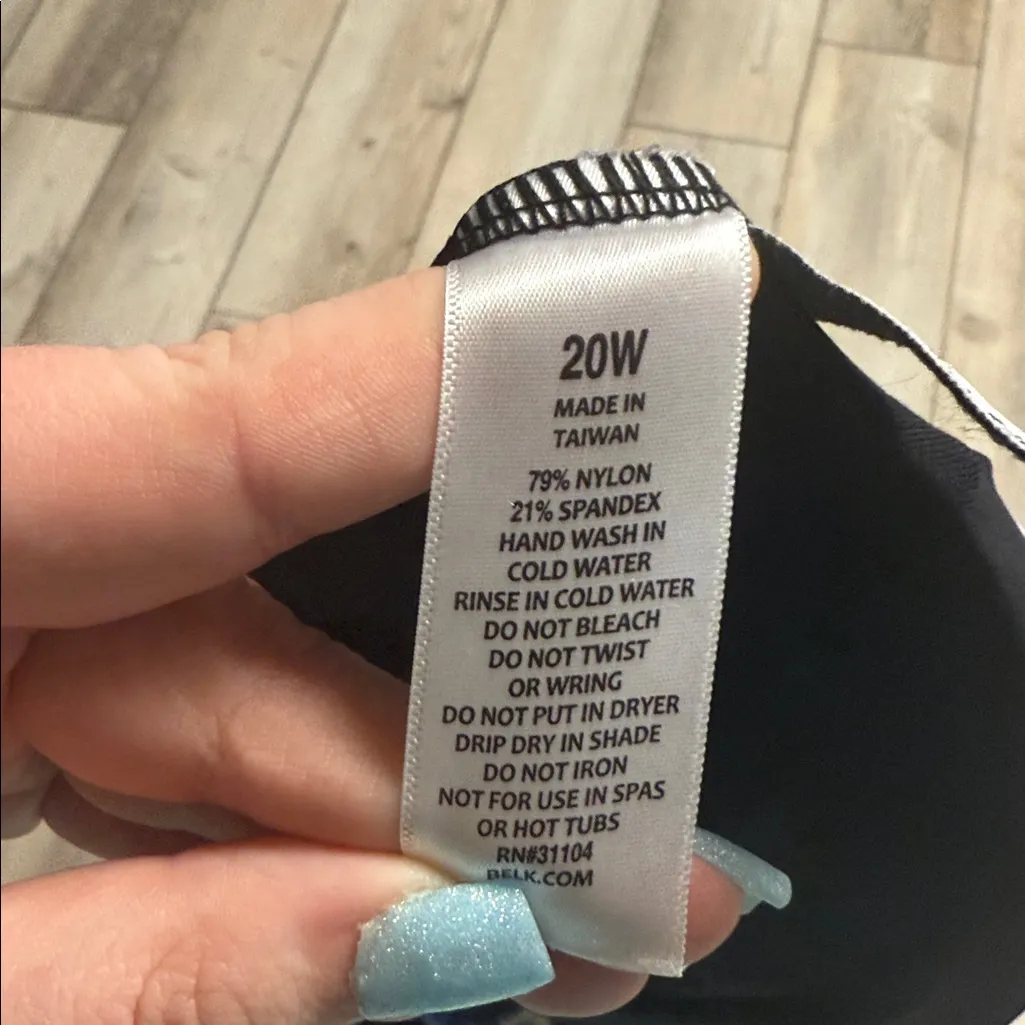 20W
MADE IN
TAIWAN
79% NYLON
21% SPANDEX
HAND WASH IN
COLD WATER
RINSE IN COLD WATER
DO NOT BLEACH
DO NOT TWIST
OR WRING
DO NOT PUT IN DRYER
DRIP DRY IN SHADE
DO NOT IRON
NOT FOR USE IN SPAS
OR HOT TUBS
RN#31104
BELK.COM